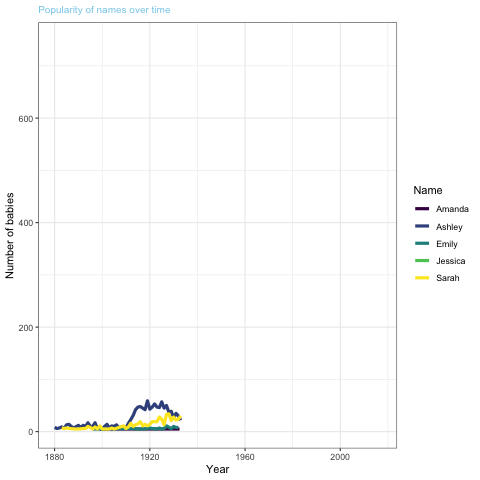 Popularity of names over time
Number of babies
600
400
200
0
1880
1920
1960
2000
Year
Name
Amanda
Ashley
Emily
Jessica
Sarah